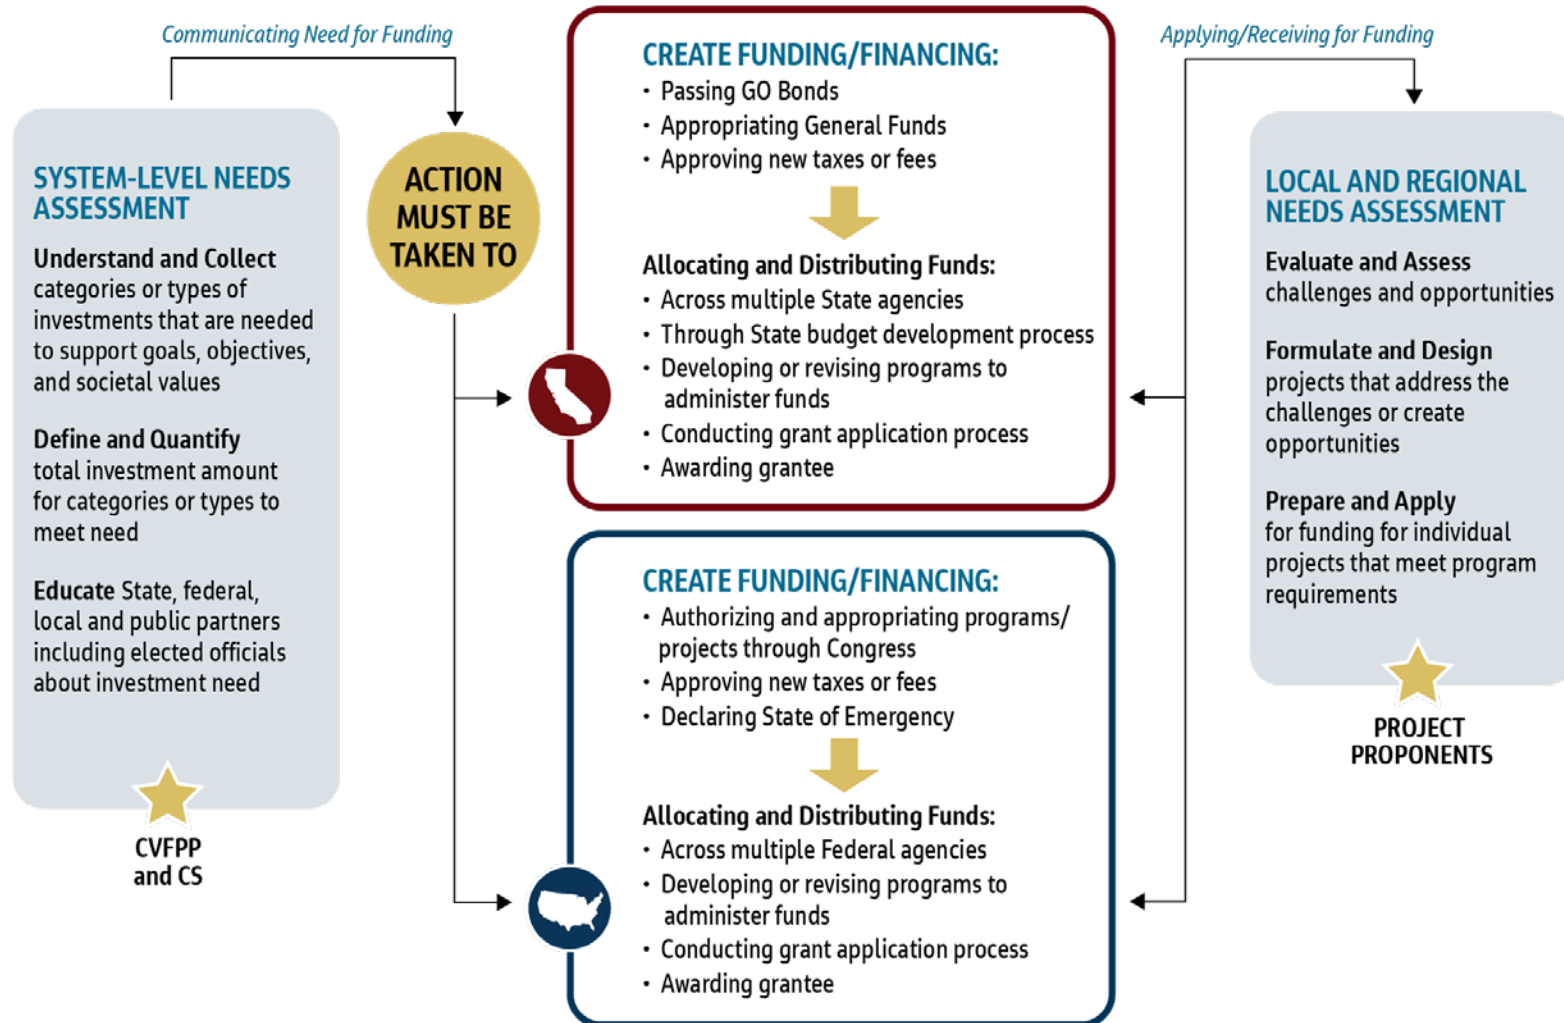 Communicating Need for Funding
SYSTEM-LEVEL NEEDS
ASSESSMENT
Understand and Collect
categories or types of
investments that are needed
to support goals, objectives,
and societal values
Define and Quantify
total investment amount
for categories or types to
meet need
Educate State, federal,
local and public partners
including elected officials
about investment need
CVFPP
and CS
ACTION
MUST BE
TAKEN TO
CREATE FUNDING/FINANCING:
• Passing GO Bonds
• Appropriating General Funds
• Approving new taxes or fees
Allocating and Distributing Funds:
• Across multiple State agencies
• Through State budget development process
• Developing or revising programs to
administer funds
• Conducting grant application process
• Awarding grantee
CREATE FUNDING/FINANCING:
• Authorizing and appropriating programs/
projects through Congress
• Approving new taxes or fees
• Declaring State of Emergency
Allocating and Distributing Funds:
• Across multiple Federal agencies
• Developing or revising programs to
administer funds
• Conducting grant application process
• Awarding grantee
Applying/Receiving for Funding
LOCAL AND REGIONAL
NEEDS ASSESSMENT
Evaluate and Assess
challenges and opportunities
Formulate and Design
projects that address the
challenges or create
opportunities
Prepare and Apply
for funding for individual
projects that meet program
requirements
PROJECT
PROPONENTS